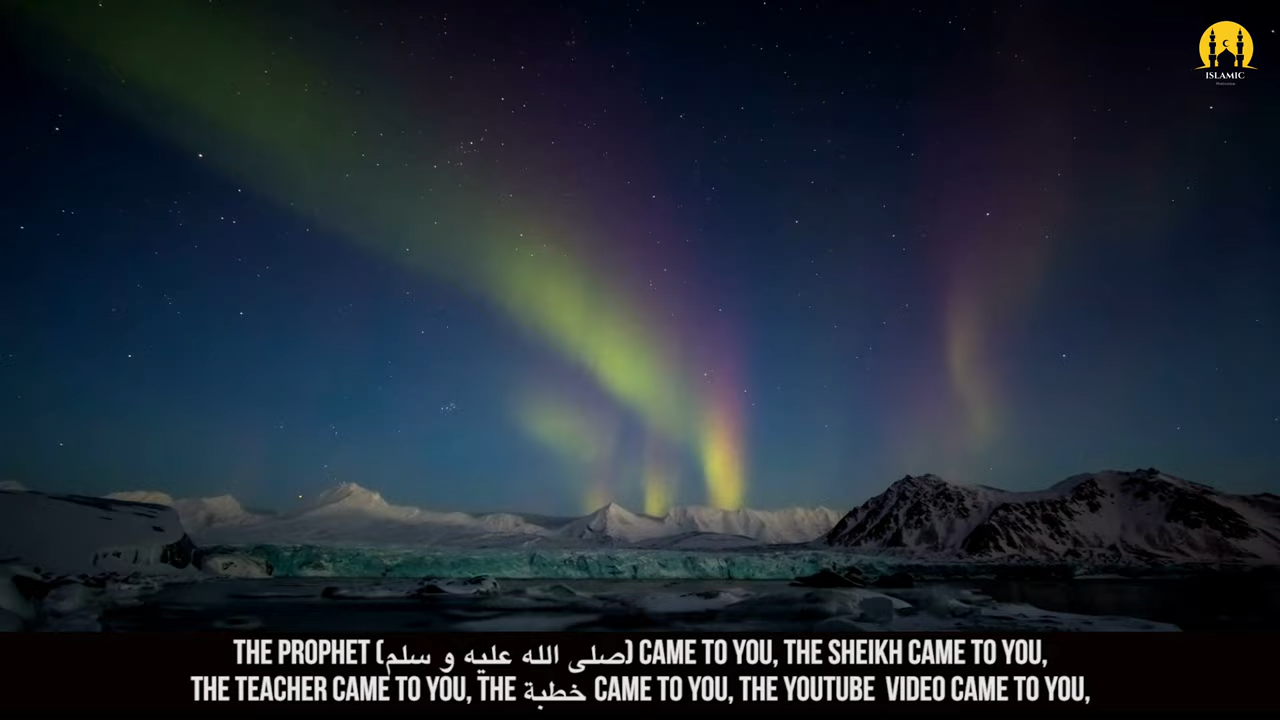 ISLAMIC
THE PROPHET (صلى الله عليه و سلم) CAME TO YOU, THE SHEIKH CAME TO YOU,
THE TEACHER CAME TO YOU, THE خطبة CAME TO YOU, THE YOUTUBE VIDEO CAME TO YOU,